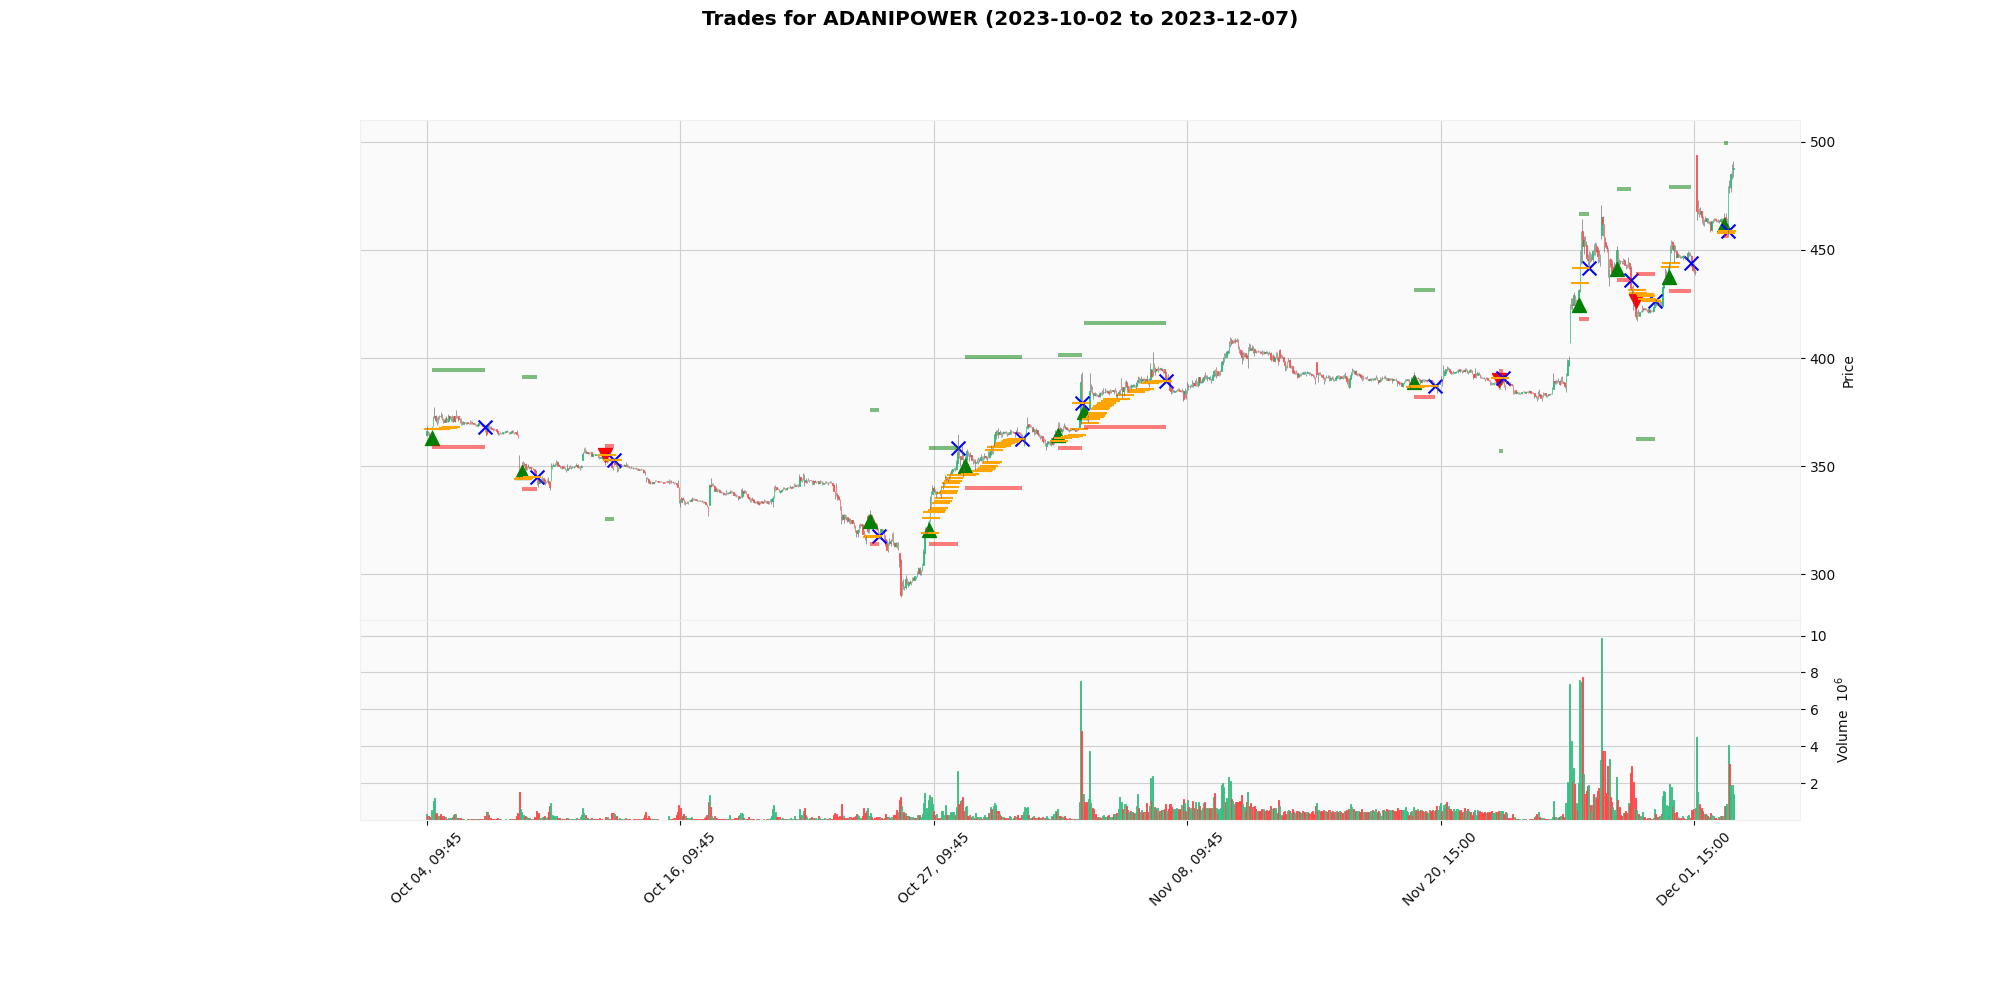 Trades for ADANIPOWER (2023-10-02 to 2023-12-07)
500
450
400
350
300
Price
10
8
6
4
2
Volume 10⁶
Oct 04, 09:45
Oct 16, 09:45
Oct 27, 09:45
Nov 08, 09:45
Nov 20, 15:00
Dec 01, 15:00